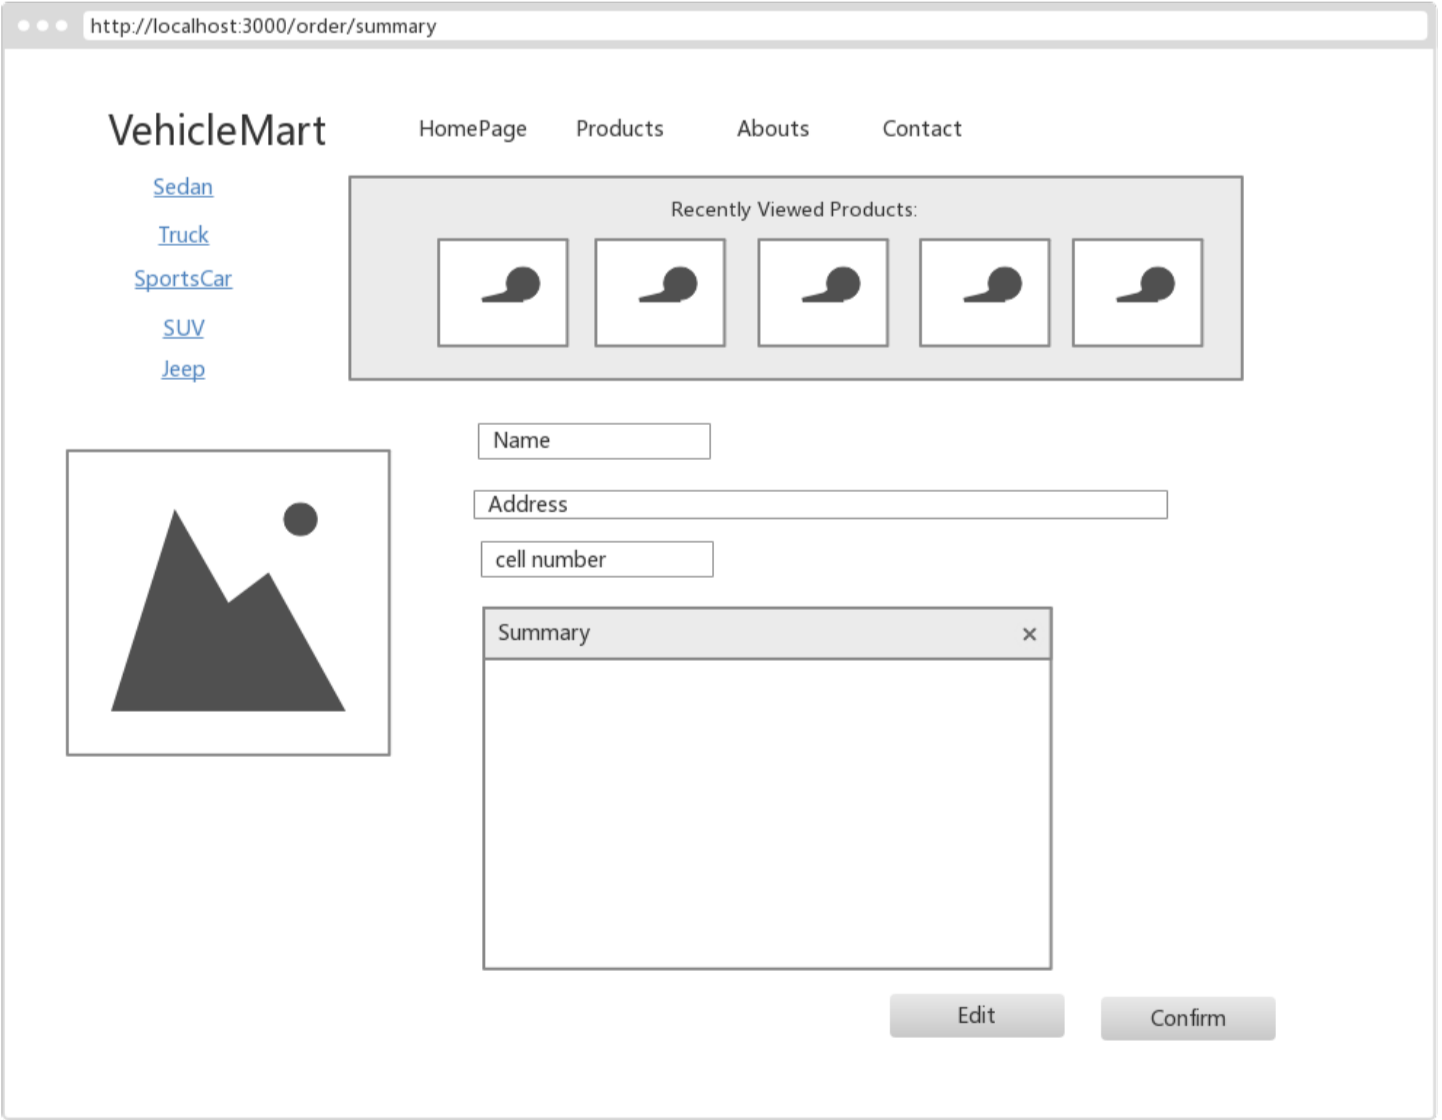 http://localhost:3000/order/summary
VehicleMart
HomePage
Products
Abouts
Contact
Sedan
Truck
SportsCar
SUV
Jeep
Recently Viewed Products:
Name
Address
cell number
Summary
Edit
Confirm